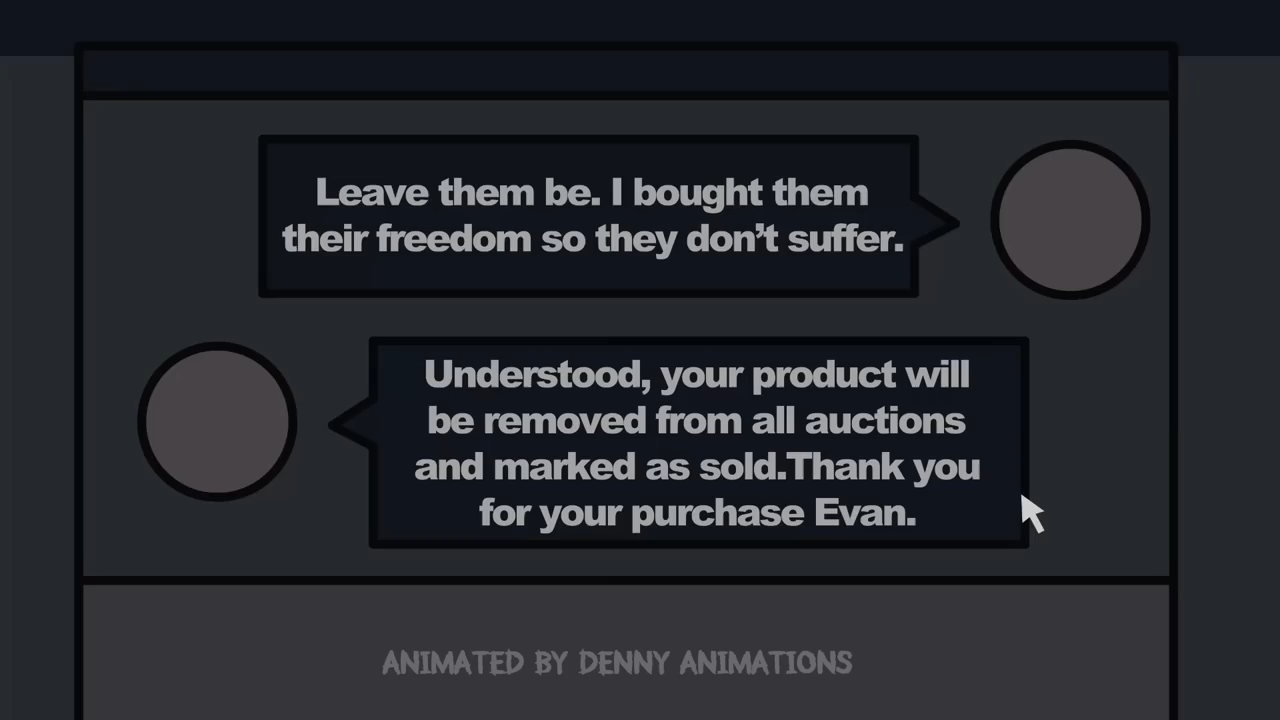 Leave them be. I bought them
their freedom so they don’t suffer.
Understood, your product will
be removed from all auctions
and marked as sold.Thank you
for your purchase Evan.
ANIMATED BY DENNY ANIMATIONS